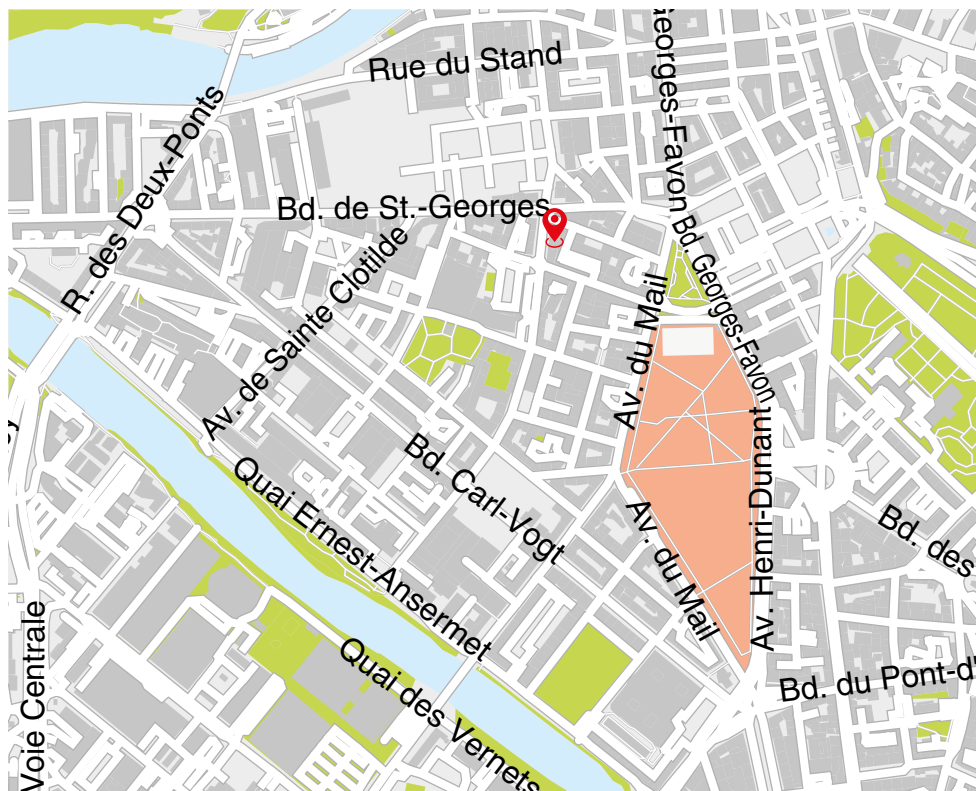 Rue du Stand
Georges-Favon
R. des Deux-Ponts
Bd. de St.-Georges
Bd. Georges-Favon
Av. de Sainte Clotilde
Av. du Mail
Bd. Carl-Vogt
Av. Henri-Dunant
Quai Ernest-Ansermet
Av. du Mail
Bd. des
Quai des Vernets
Voie Centrale
Bd. du Pont-d'